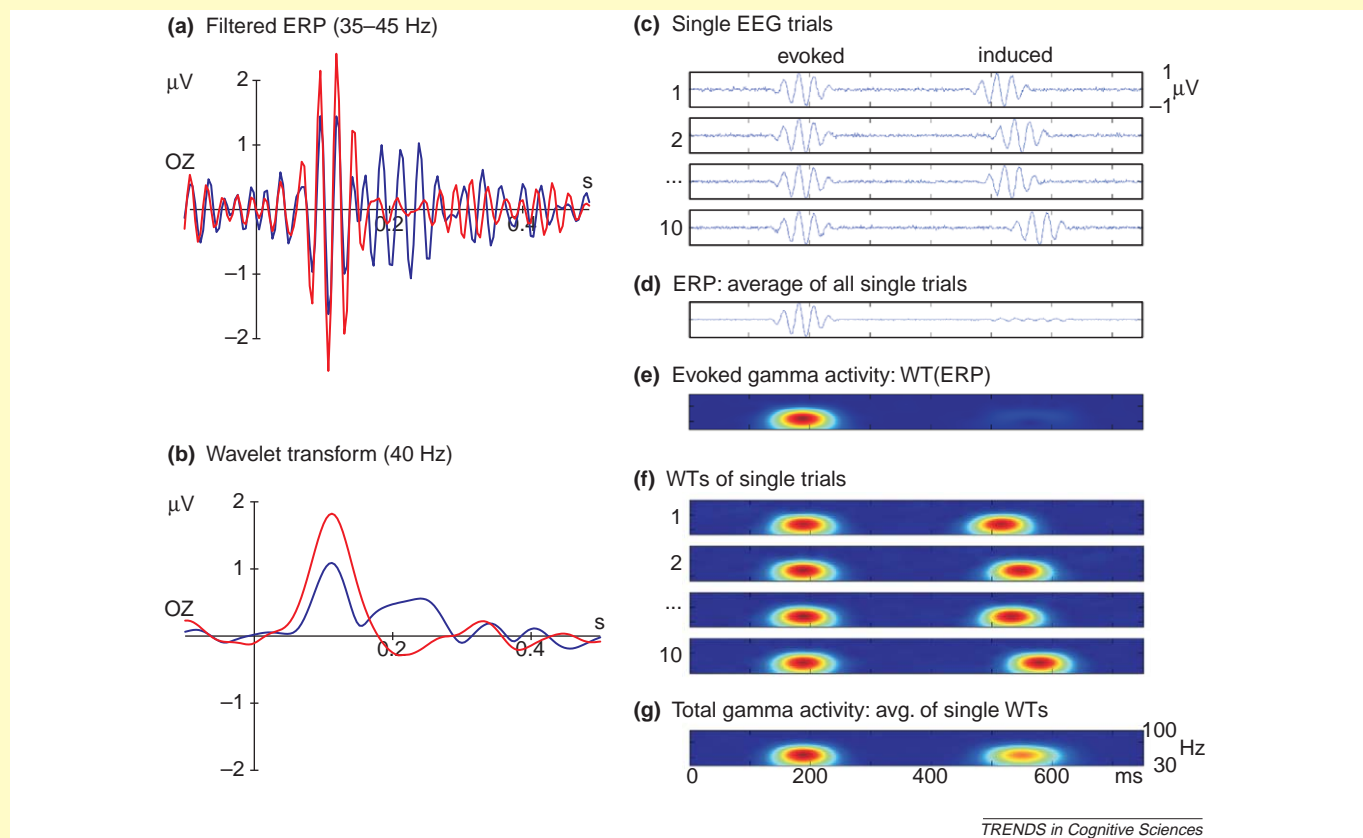 (a) Filtered ERP (35–45 Hz)
μV
2
1
OZ
s
0.2
0.4
–1
–2
(b) Wavelet transform (40 Hz)
μV
2
1
OZ
s
0.2
0.4
–1
–2
(c) Single EEG trials
evoked induced
1
1
μV
–1
2
...
10
(d) ERP: average of all single trials
(e) Evoked gamma activity: WT(ERP)
(f) WTs of single trials
1
2
...
10
(g) Total gamma activity: avg. of single WTs
100
Hz
30
0 200 400 600 ms
TRENDS in Cognitive Sciences